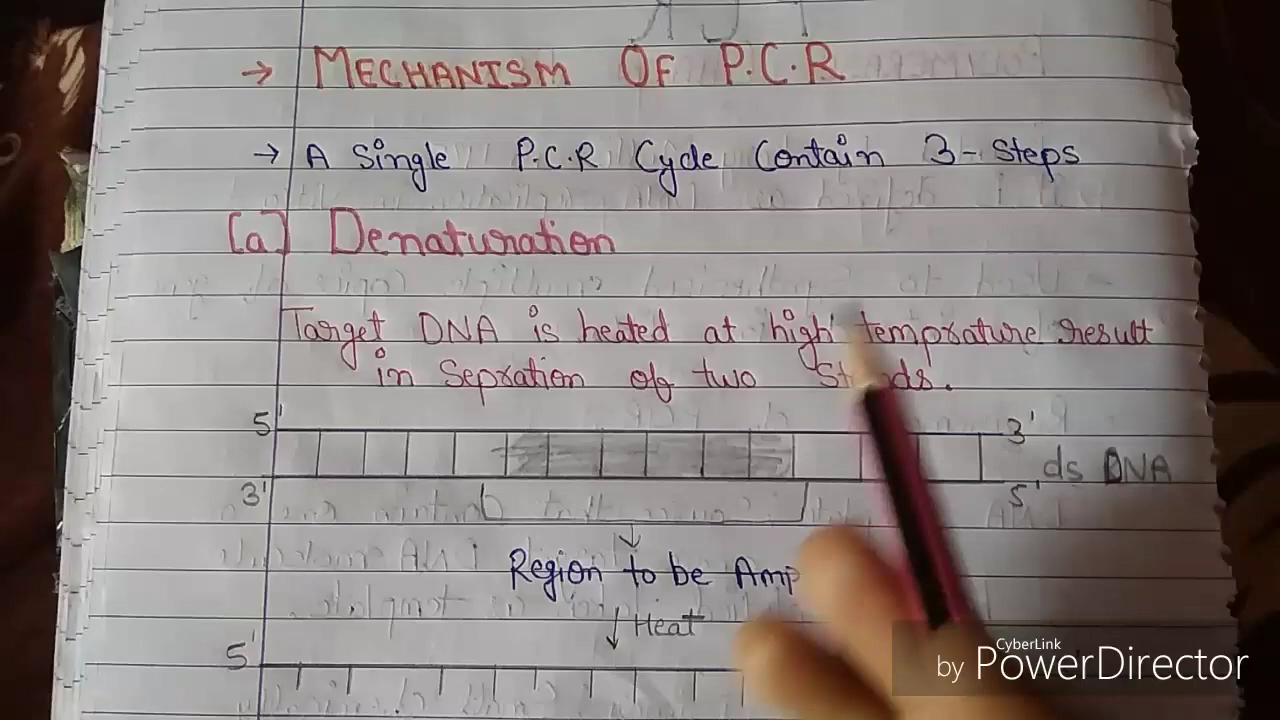 → MECHANISM OF P.C.R
→ A Single P.C.R Cycle Contain 3-Steps
[a] Denaturation
Target DNA is heated at high temprature result
in Sepration of two
5' 3'
ds DNA
3' 5'
↓
Region to be Amp
↓ Heat
5'
CyberLink
by PowerDirector